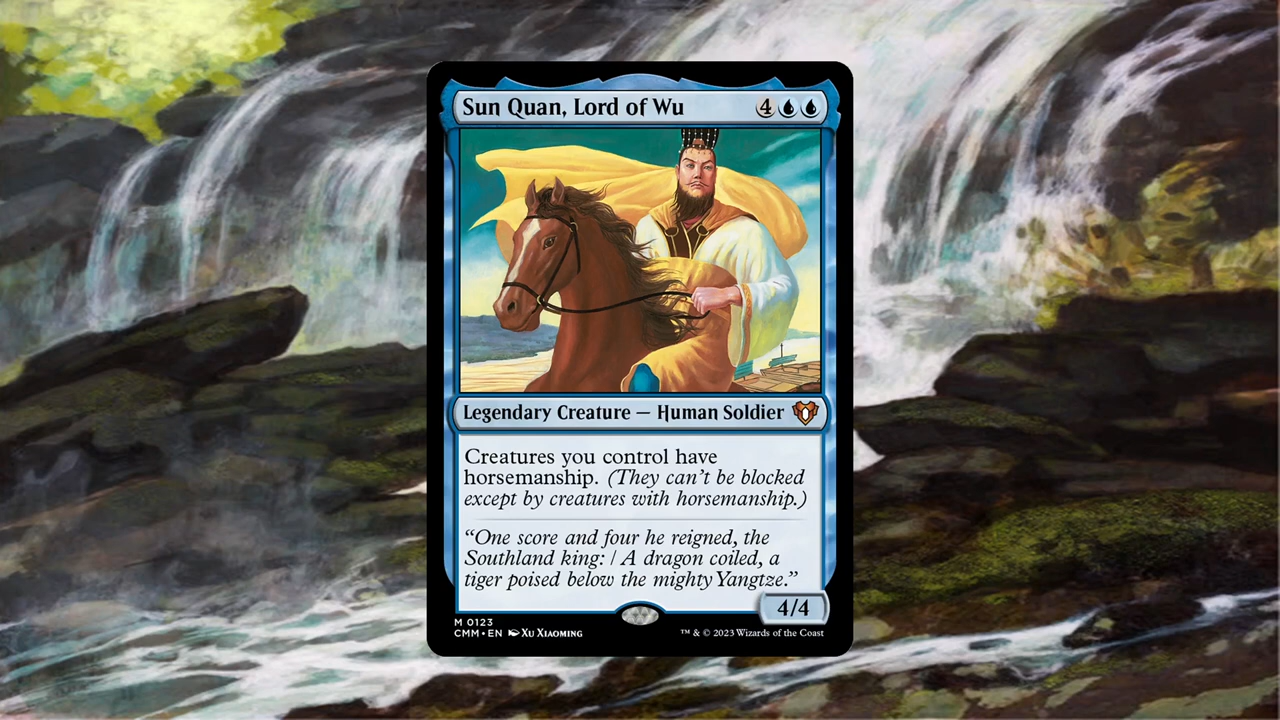 Sun Quan, Lord of Wu 4
Legendary Creature — Human Soldier
Creatures you control have
horsemanship. (They can't be blocked
except by creatures with horsemanship.)
"One score and four he reigned, the
Southland king: / A dragon coiled, a
tiger poised below the mighty Yangtze."
4/4
M 0123
CMM • EN Xu Xiaoming ™ & © 2023 Wizards of the Coast